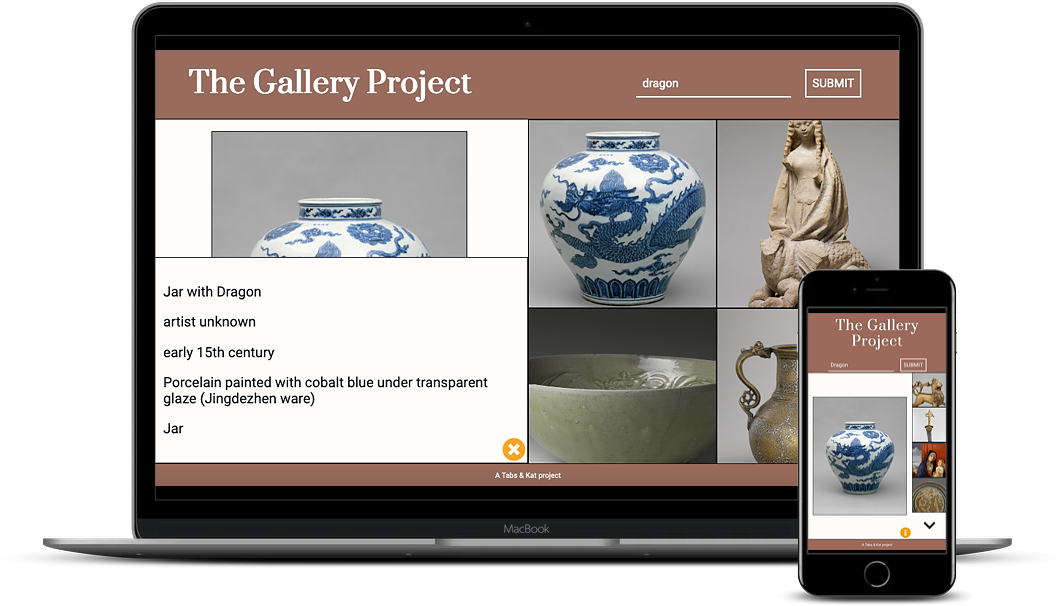 The Gallery Project
dragon
SUBMIT
Jar with Dragon
artist unknown
early 15th century
Porcelain painted with cobalt blue under transparent
glaze (Jingdezhen ware)
Jar
A Tabs & Kat project
MacBook
The Gallery
Project
Dragon
SUBMIT
i
A Tabs & Kat project